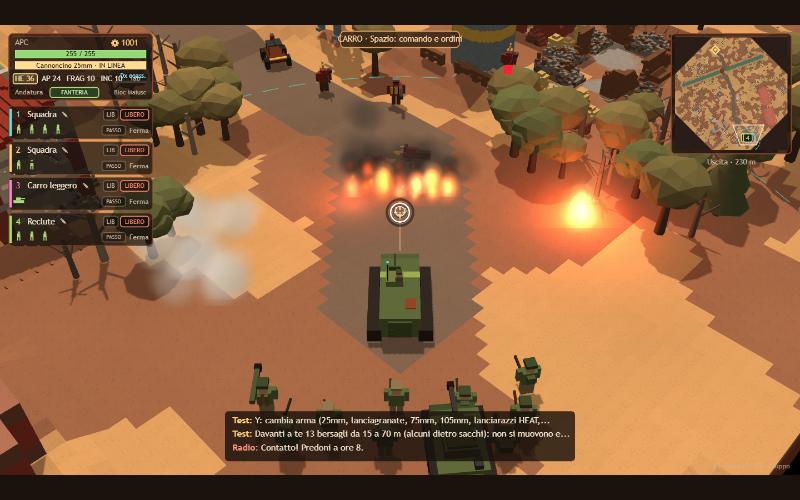 APC 1001
255 / 255
Cannoncino 25mm · IN LINEA
HE 36 AP 24 FRAG 10 INC 10
Andatura FANTERIA Bloc Maiusc
1 Squadra LIB LIBERO
PASSO Ferma
2 Squadra LIB LIBERO
PASSO Ferma
3 Carro leggero LIB LIBERO
PASSO Ferma
4 Reclute LIB LIBERO
PASSO Ferma
CARRO · Spazio: comando e ordini
4
Uscita · 230 m
Test: Y: cambia arma (25mm, lanciagranate, 75mm, 105mm, lanciarazzi HEAT,...
Test: Davanti a te 13 bersagli da 15 a 70 m (alcuni dietro sacchi): non si muovono e...
Radio: Contatto! Predoni a ore 8.